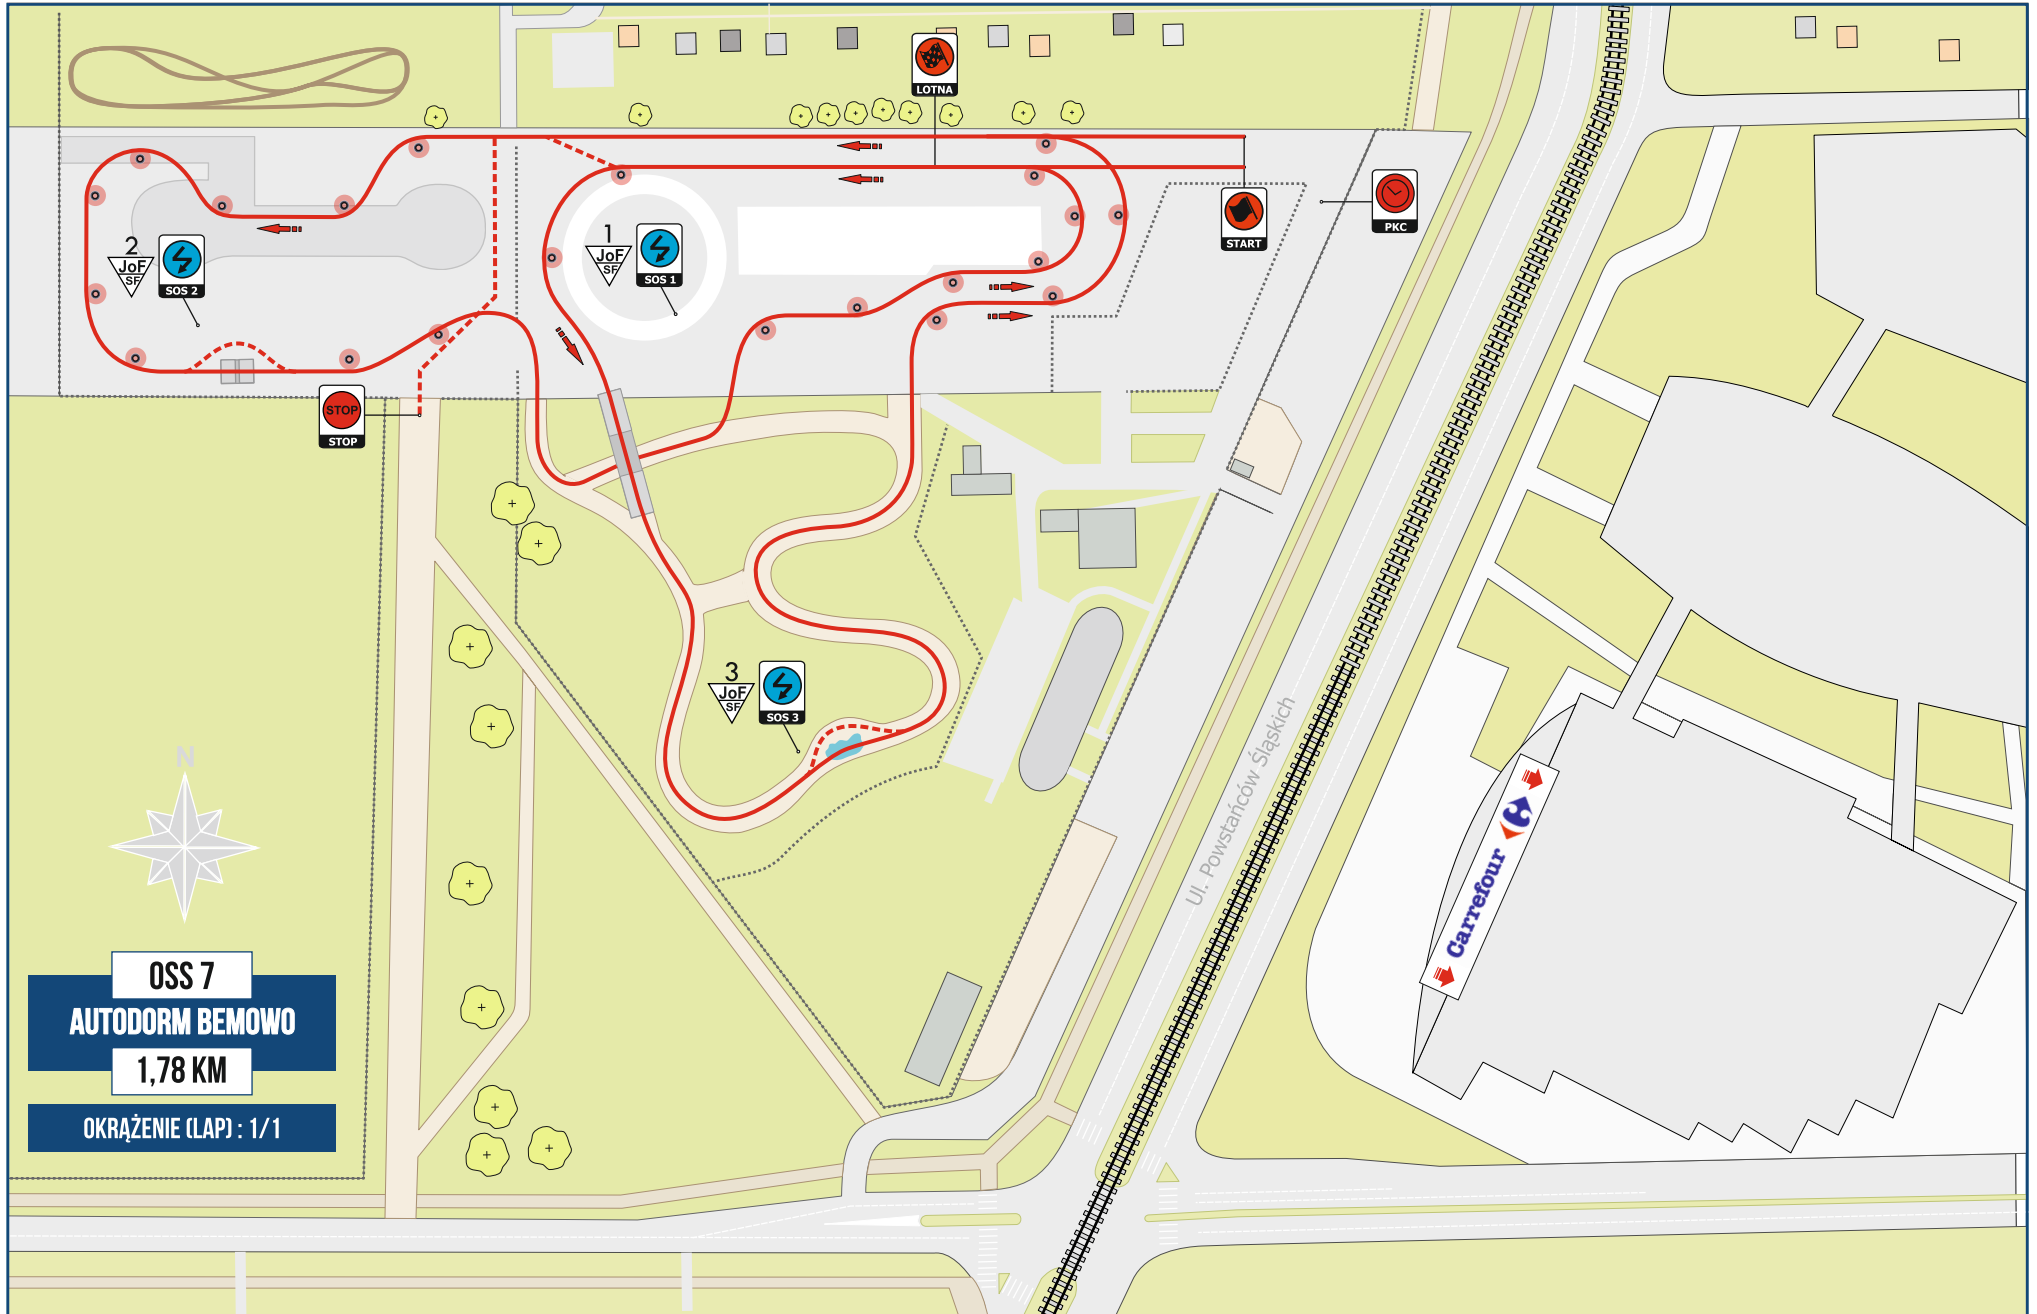 LOTNA
PKC
START
1
JoF
SF
SOS 1
2
JoF
SF
SOS 2
STOP
STOP
3
JoF
SF
SOS 3
Ul. Powstańców Śląskich
Carrefour
N
OSS 7
AUTODORM BEMOWO
1,78 KM
OKRĄŻENIE (LAP) : 1/1